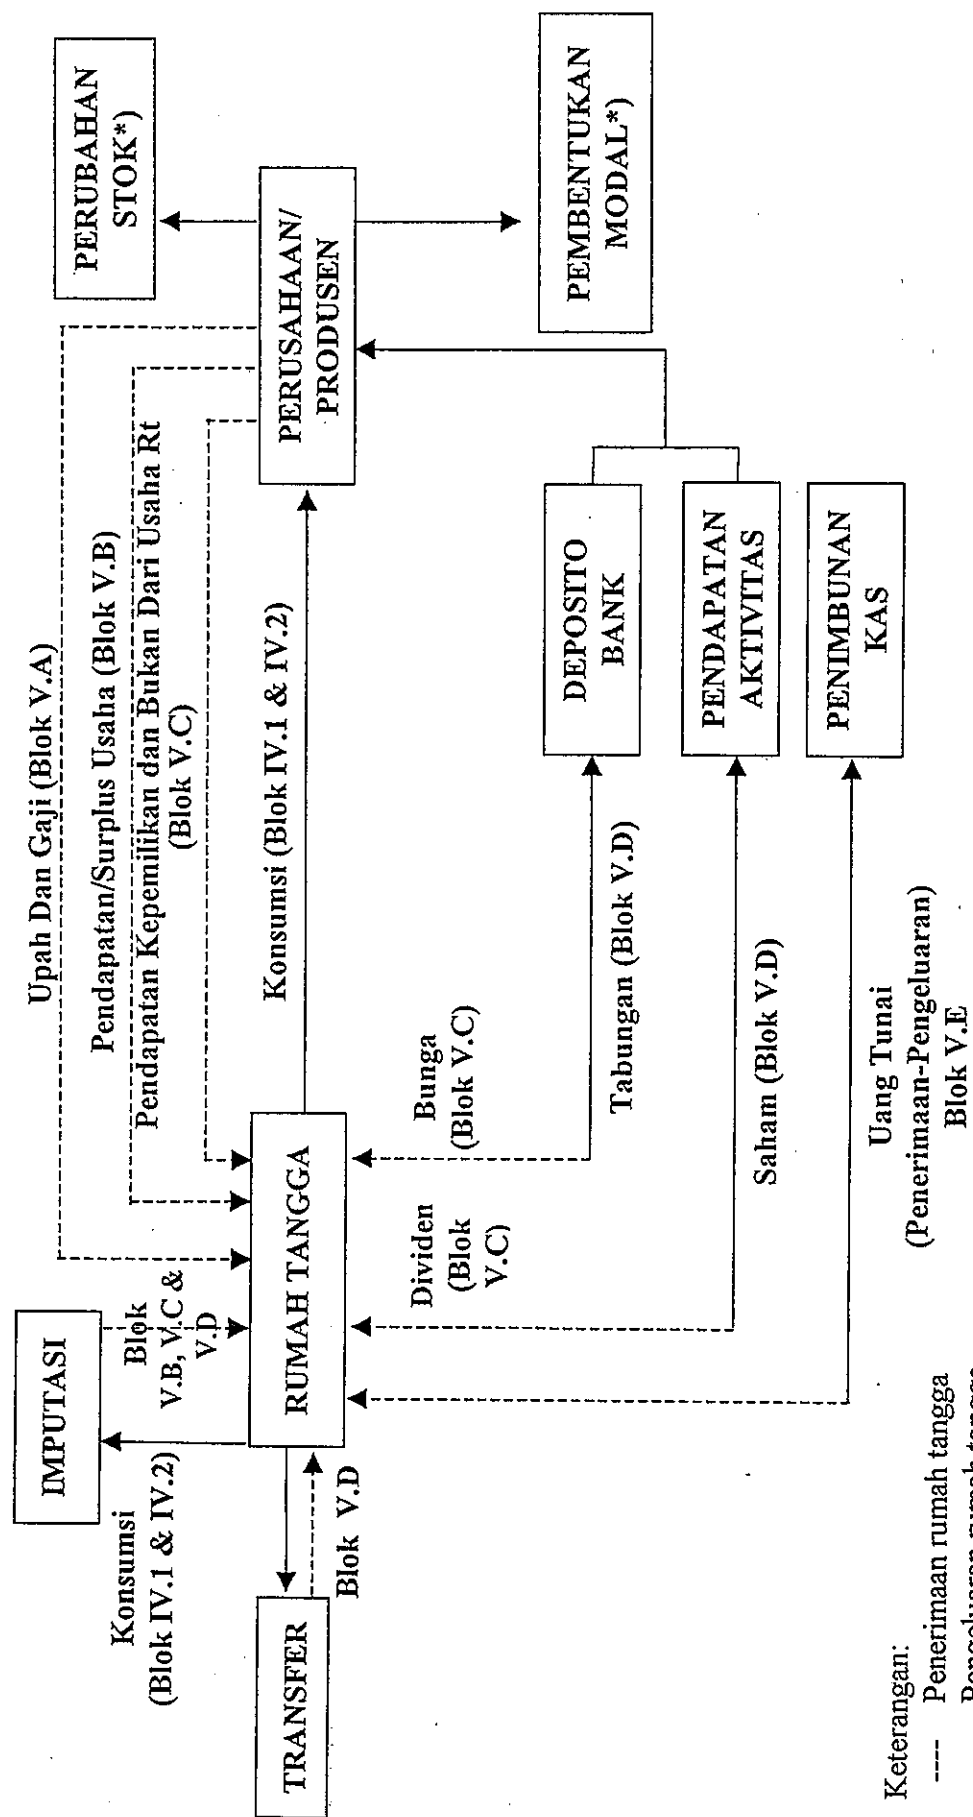 PERUBAHAN
STOK*)
PERUSAHAAN/
PRODUSEN
PEMBENTUKAN
MODAL*)
Upah Dan Gaji (Blok V.A)
Pendapatan/Surplus Usaha (Blok V.B)
Pendapatan Kepemilikan dan Bukan Dari Usaha Rt
(Blok V.C)
Konsumsi (Blok IV.1 & IV.2)
IMPUTASI
Konsumsi
(Blok IV.1 & IV.2)
Blok
V.B, V.C &
V.D
RUMAH TANGGA
TRANSFER
Blok V.D
Bunga
(Blok V.C)
Tabungan (Blok V.D)
DEPOSITO
BANK
Dividen
(Blok
V.C)
Saham (Blok V.D)
PENDAPATAN
AKTIVITAS
Uang Tunai
(Penerimaan-Pengeluaran)
Blok V.E
PENIMBUNAN
KAS
Keterangan:
---- Penerimaan rumah tangga
Pengeluaran rumah tangga